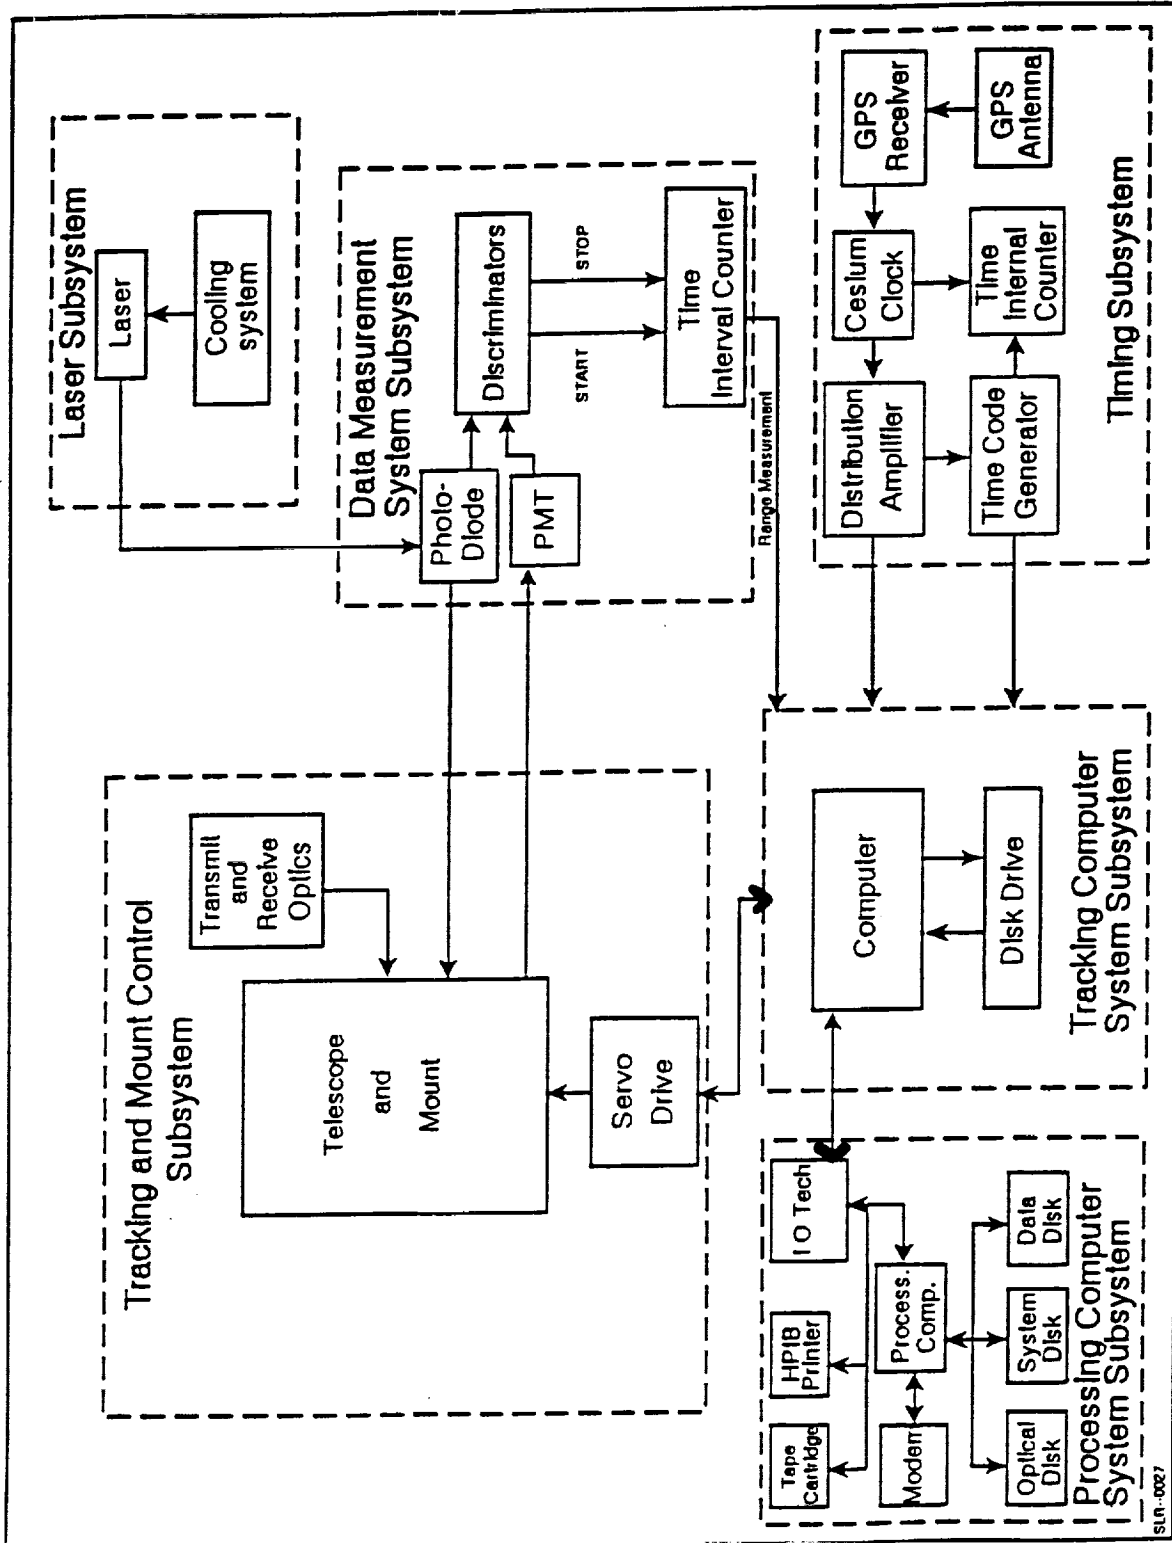 Tracking and Mount Control
Subsystem
Transmit
and
Receive
Optics
Telescope
and
Mount
Servo
Drive
Laser Subsystem
Laser
Cooling
system
Data Measurement
System Subsystem
Photo-
Diode
PMT
Discriminators
START
STOP
Time
Interval Counter
Range Measurement
Tape
Cartridge
HPIB
Printer
IO Tech
Modem
Process.
Comp.
Optical
Disk
System
Disk
Data
Disk
Processing Computer
System Subsystem
Computer
Disk Drive
Tracking Computer
System Subsystem
Distribution
Amplifier
Cesium
Clock
GPS
Receiver
Time Code
Generator
Time
Internal
Counter
GPS
Antenna
Timing Subsystem
SLR--0027